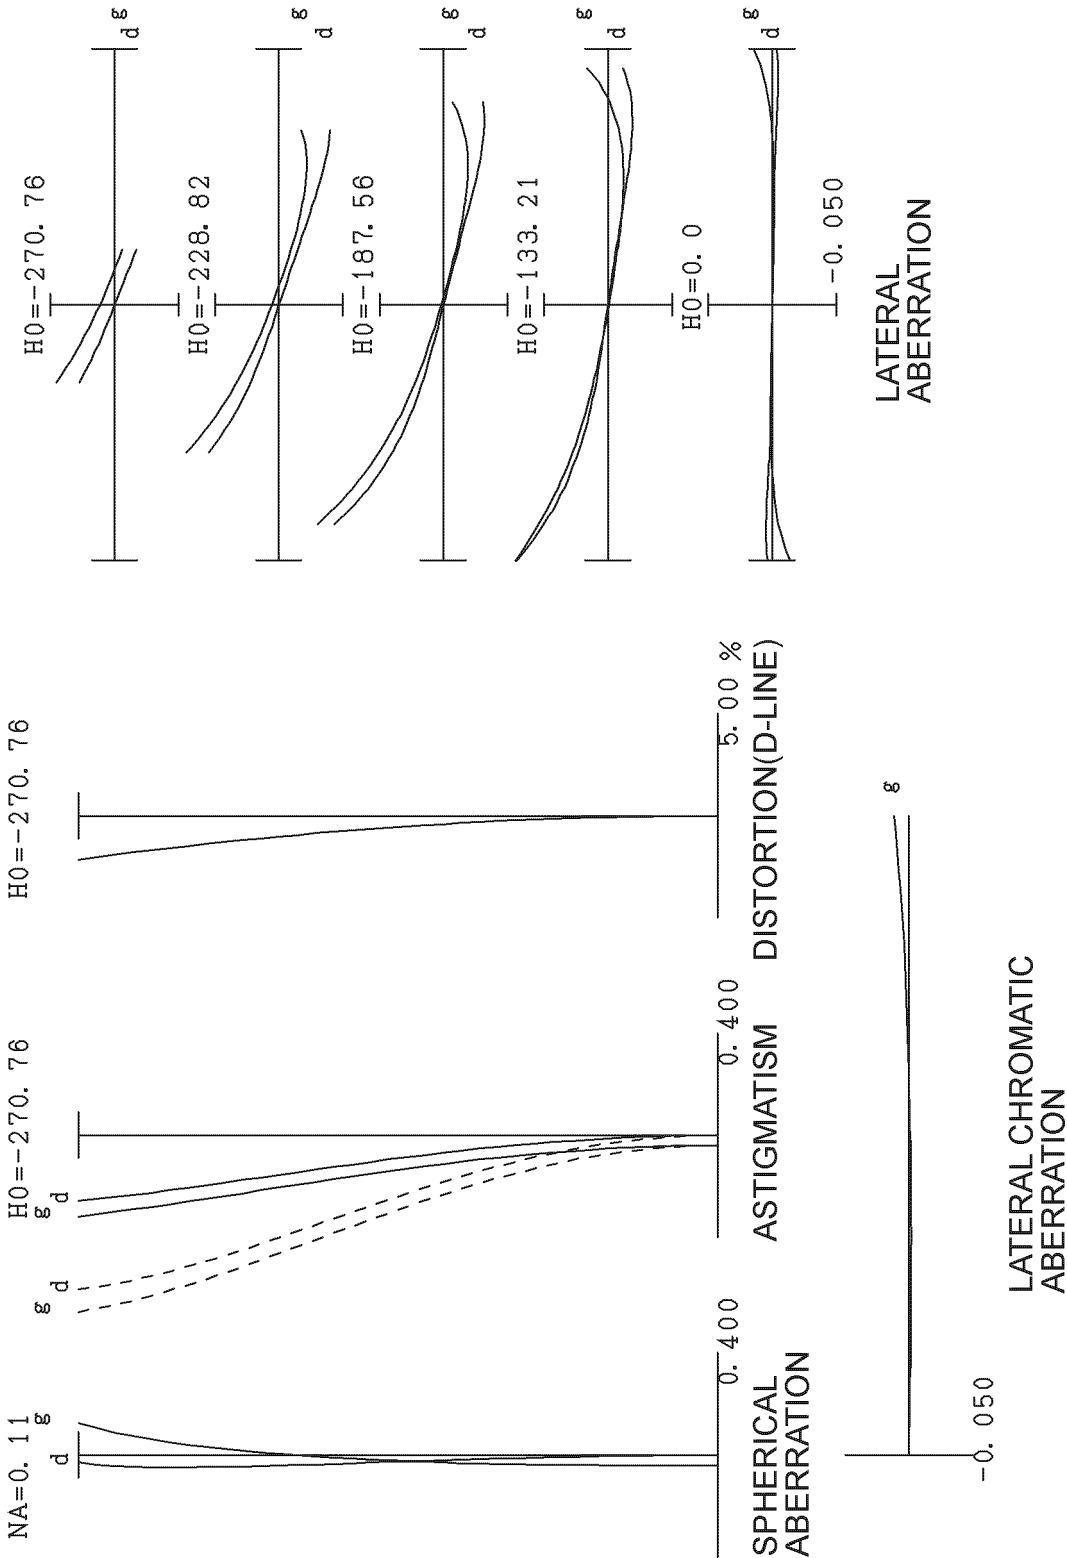 NA=0. 11
d
g
0. 400
SPHERICAL
ABERRATION
H0=-270. 76
g
d
g
d
0. 400
ASTIGMATISM
H0=-270. 76
5. 00 %
DISTORTION(D-LINE)
H0=-270. 76
g
d
H0=-228. 82
g
d
H0=-187. 56
g
d
H0=-133. 21
g
d
H0=0. 0
g
d
-0. 050
LATERAL
ABERRATION
g
-0. 050
LATERAL CHROMATIC
ABERRATION